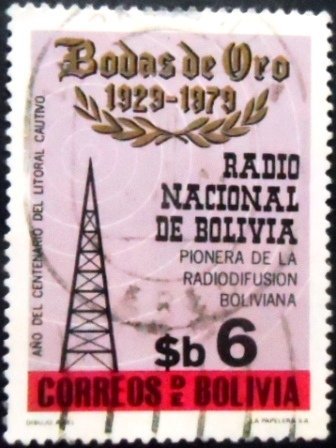 Bodas de Oro
1929-1979
RADIO
NACIONAL
DE BOLIVIA
PIONERA DE LA
RADIODIFUSION
BOLIVIANA
AÑO DEL CENTENARIO DEL LITORAL CAUTIVO
$b 6
CORREOS DE BOLIVIA
DIBUJO
LA PAPELERA S.A.